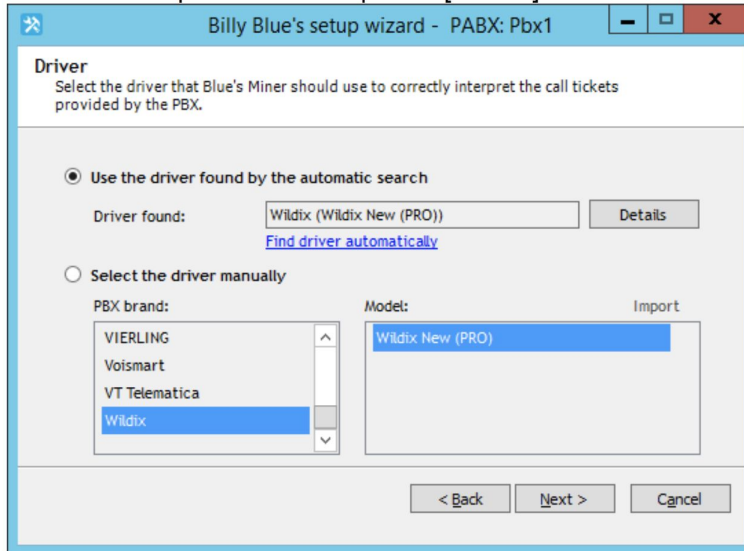 Billy Blue's setup wizard - PABX: Pbx1
Driver
Select the driver that Blue's Miner should use to correctly interpret the call tickets
provided by the PBX.
Use the driver found by the automatic search
Driver found: Wildix (Wildix New (PRO)) Details
Find driver automatically
Select the driver manually
PBX brand: Model: Import
VIERLING Wildix New (PRO)
Voismart
VT Telematica
Wildix
< Back Next > Cancel